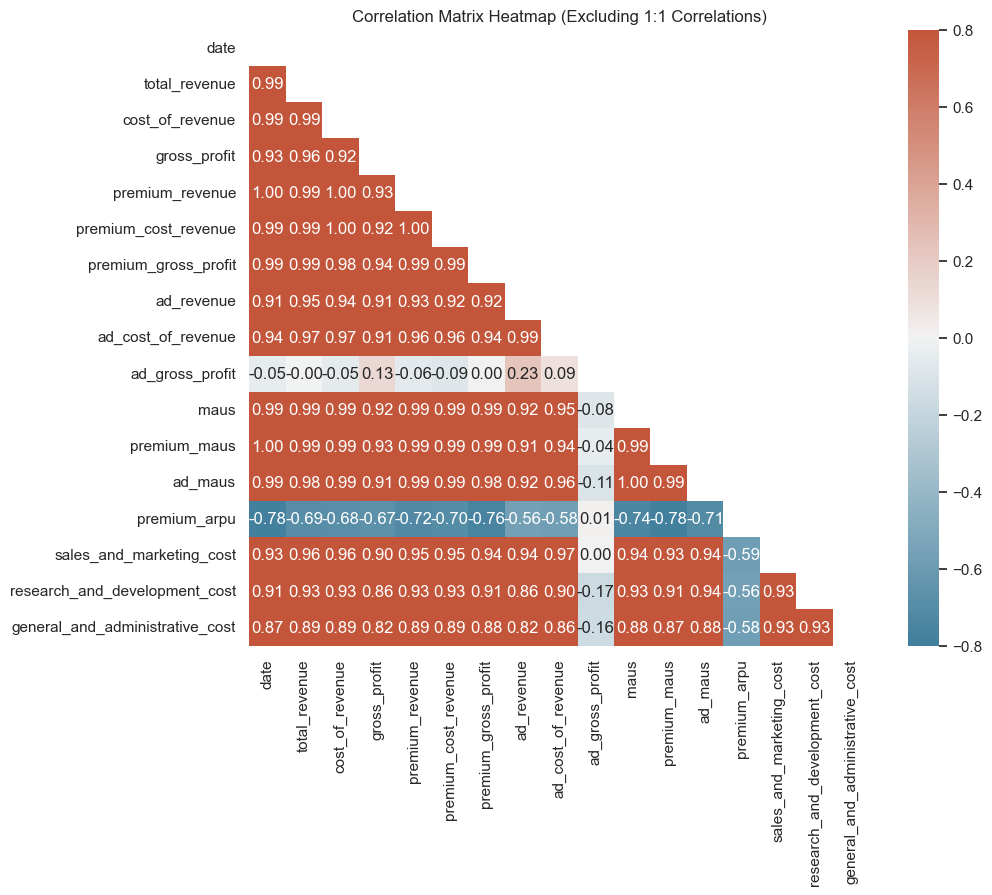 Correlation Matrix Heatmap (Excluding 1:1 Correlations)
date
total_revenue 0.99
cost_of_revenue 0.99 0.99
gross_profit 0.93 0.96 0.92
premium_revenue 1.00 0.99 1.00 0.93
premium_cost_revenue 0.99 0.99 1.00 0.92 1.00
premium_gross_profit 0.99 0.99 0.98 0.94 0.99 0.99
ad_revenue 0.91 0.95 0.94 0.91 0.93 0.92 0.92
ad_cost_of_revenue 0.94 0.97 0.97 0.91 0.96 0.96 0.94 0.99
ad_gross_profit -0.05 -0.00 -0.05 0.13 -0.06 -0.09 0.00 0.23 0.09
maus 0.99 0.99 0.99 0.92 0.99 0.99 0.99 0.92 0.95 -0.08
premium_maus 1.00 0.99 0.99 0.93 0.99 0.99 0.99 0.91 0.94 -0.04 0.99
ad_maus 0.99 0.98 0.99 0.91 0.99 0.99 0.98 0.92 0.96 -0.11 1.00 0.99
premium_arpu -0.78 -0.69 -0.68 -0.67 -0.72 -0.70 -0.76 -0.56 -0.58 0.01 -0.74 -0.78 -0.71
sales_and_marketing_cost 0.93 0.96 0.96 0.90 0.95 0.95 0.94 0.94 0.97 0.00 0.94 0.93 0.94 -0.59
research_and_development_cost 0.91 0.93 0.93 0.86 0.93 0.93 0.91 0.86 0.90 -0.17 0.93 0.91 0.94 -0.56 0.93
general_and_administrative_cost 0.87 0.89 0.89 0.82 0.89 0.89 0.88 0.82 0.86 -0.16 0.88 0.87 0.88 -0.58 0.93 0.93
date
total_revenue
cost_of_revenue
gross_profit
premium_revenue
premium_cost_revenue
premium_gross_profit
ad_revenue
ad_cost_of_revenue
ad_gross_profit
maus
premium_maus
ad_maus
premium_arpu
sales_and_marketing_cost
research_and_development_cost
general_and_administrative_cost
0.8
0.6
0.4
0.2
0.0
−0.2
−0.4
−0.6
−0.8